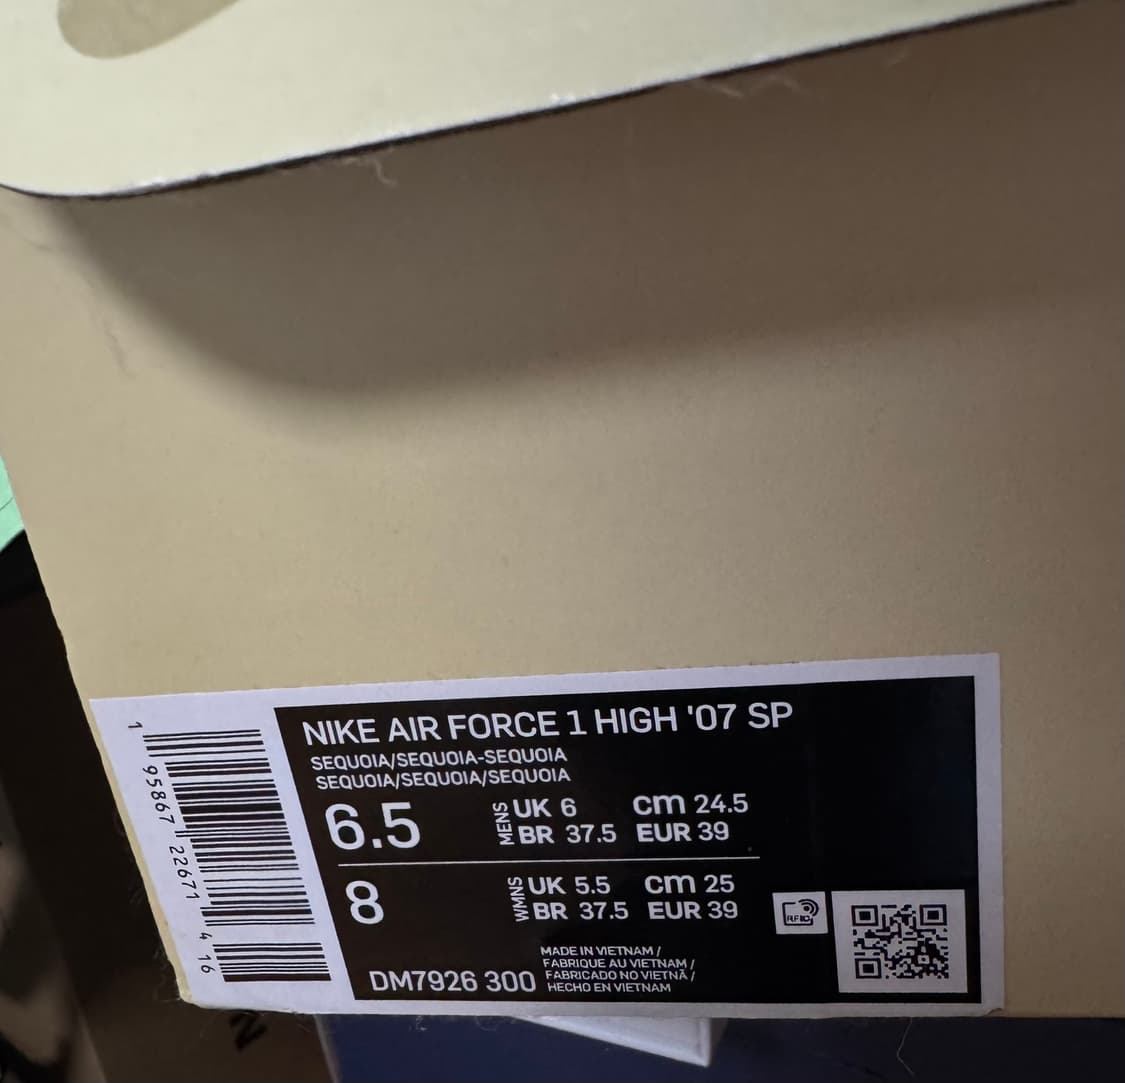 NIKE AIR FORCE 1 HIGH '07 SP
SEQUOIA/SEQUOIA-SEQUOIA
SEQUOIA/SEQUOIA/SEQUOIA
6.5
MENS
UK 6 cm 24.5
BR 37.5 EUR 39
8
WMNS
UK 5.5 cm 25
BR 37.5 EUR 39
RFID
DM7926 300
MADE IN VIETNAM /
FABRIQUE AU VIETNAM /
FABRICADO NO VIETNÃ /
HECHO EN VIETNAM
1 95867 22671 4 16